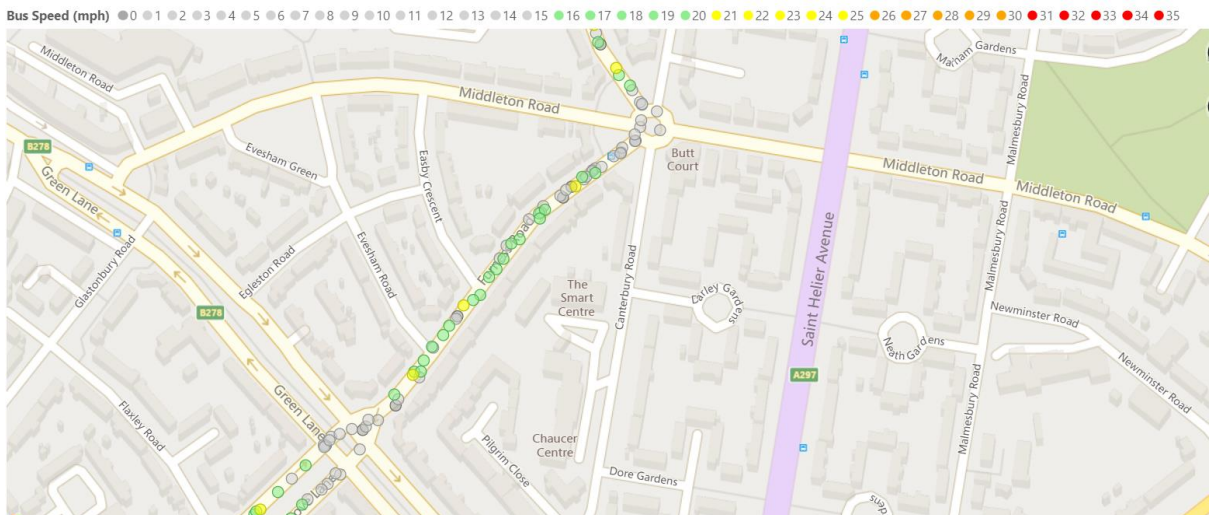 Bus Speed (mph) 0 1 2 3 4 5 6 7 8 9 10 11 12 13 14 15 16 17 18 19 20 21 22 23 24 25 26 27 28 29 30 31 32 33 34 35
Middleton Road
Gardens
Malmesbury Road
Middleton Road
B278
Evesham Green
Easby Crescent
Butt
Court
Middleton Road
Middleton Road
Green Lane
Glastonbury Road
Egleston Road
Evesham Road
The
Smart
Centre
Canterbury Road
Saint Helier Avenue
Malmesbury Road
Newminster Road
B278
Neath Gardens
Newminster Road
A297
Green Lane
Flaxley Road
Pilgrim Close
Chaucer
Centre
Dore Gardens
Malmesbury Road